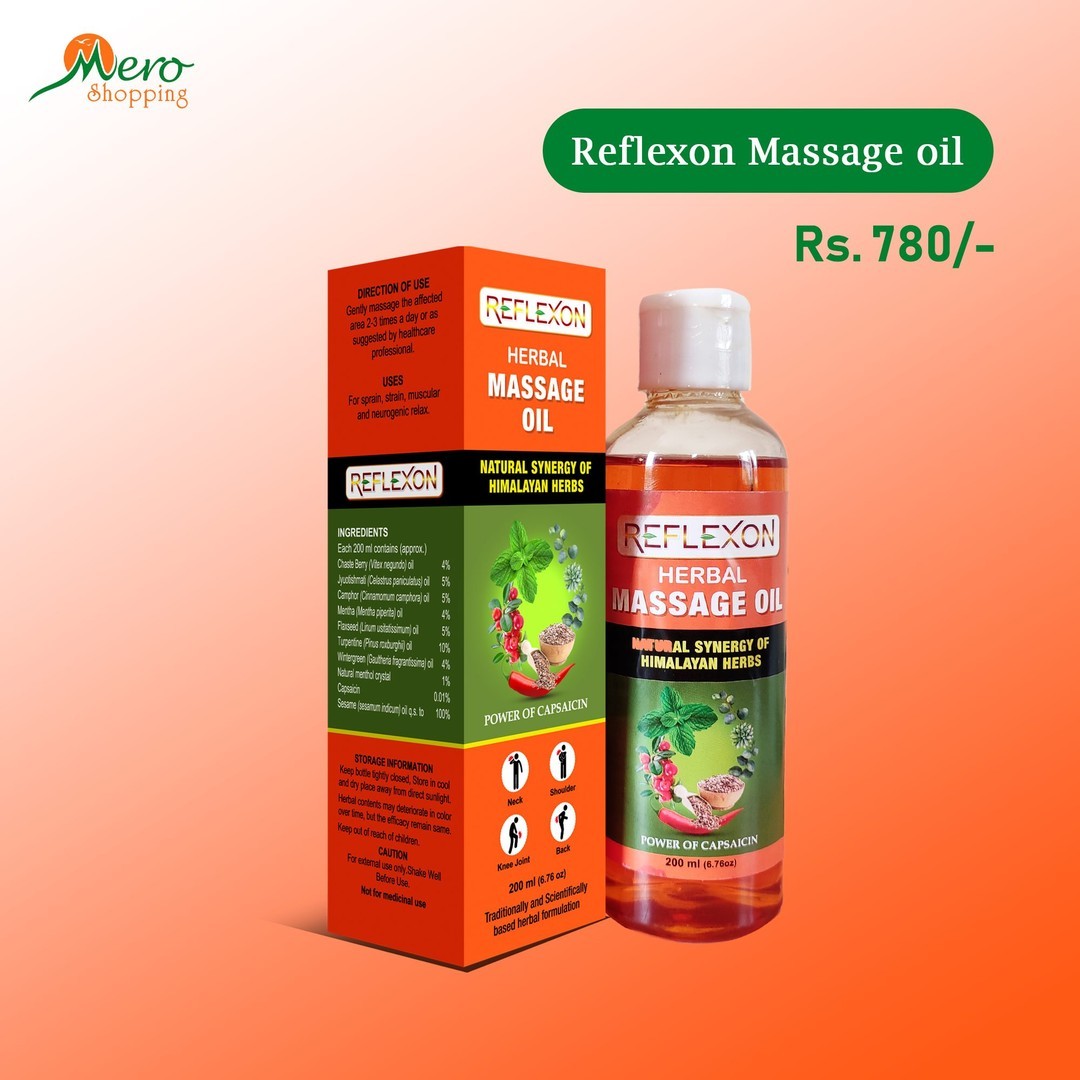 Mero
Shopping
Reflexon Massage oil
Rs. 780/-
DIRECTION OF USE
Gently massage the affected
area 2-3 times a day or as
suggested by healthcare
professional.
USES
For sprain, strain, muscular
and neurogenic relax.
REFLEXON
INGREDIENTS
Each 200 ml contains (approx.)
Chaste Berry (Vitex negundo) oil 4%
Jyotishmati (Celastrus paniculatus) oil 5%
Camphor (Cinnamomum camphora) oil 5%
Mentha (Mentha piperita) oil 4%
Flaxseed (Linum usitatissimum) oil 5%
Turpentine (Pinus roxburghii) oil 10%
Wintergreen (Gaultheria fragrantissima) oil 4%
Natural menthol crystal 1%
Capsaicin 0.01%
Sesame (sesamum indicum) oil q.s. to 100%
STORAGE INFORMATION
Keep bottle tightly closed, Store in cool
and dry place away from direct sunlight.
Herbal contents may deteriorate in color
over time, but the efficacy remain same.
Keep out of reach of children.
CAUTION
For external use only.Shake Well
Before Use.
Not for medicinal use
REFLEXON
HERBAL
MASSAGE
OIL
NATURAL SYNERGY OF
HIMALAYAN HERBS
POWER OF CAPSAICIN
Neck
Shoulder
Knee Joint
Back
200 ml (6.76 oz)
Traditionally and Scientifically
based herbal formulation
REFLEXON
HERBAL
MASSAGE OIL
NATURAL SYNERGY OF
HIMALAYAN HERBS
POWER OF CAPSAICIN
200 ml (6.76oz)